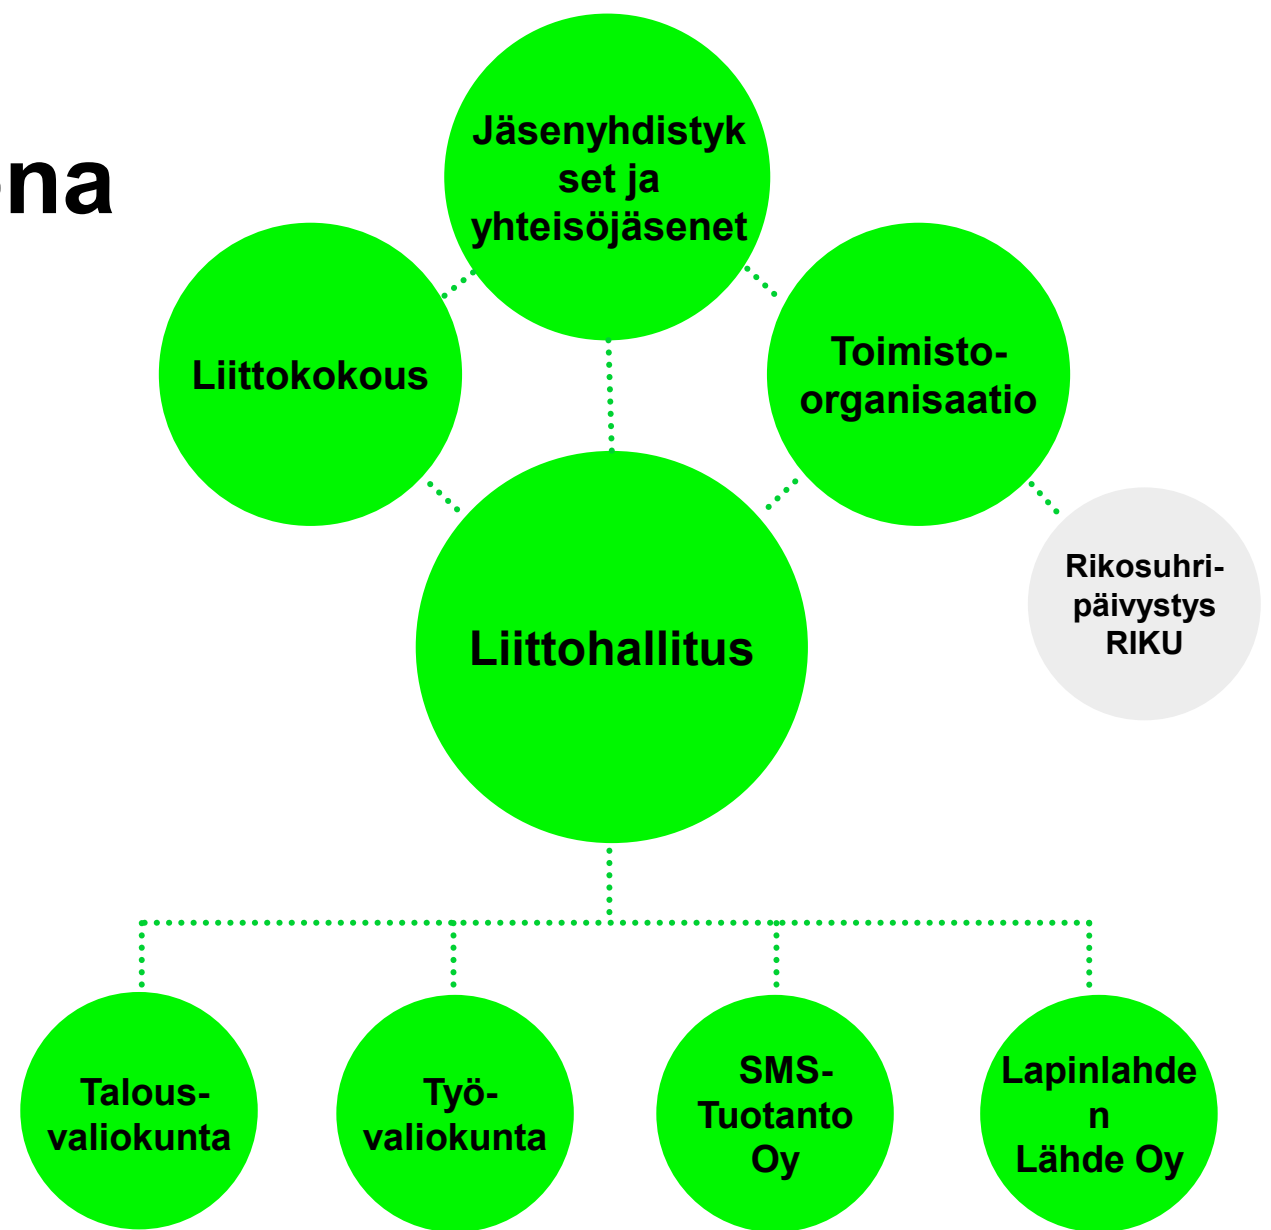 na
Jäsenyhdistyk
set ja
yhteisöjäsenet
Liittokokous
Toimisto-
organisaatio
Rikosuhri-
päivystys
RIKU
Liittohallitus
Talous-
valiokunta
Työ-
valiokunta
SMS-
Tuotanto
Oy
Lapinlahde
n
Lähde Oy